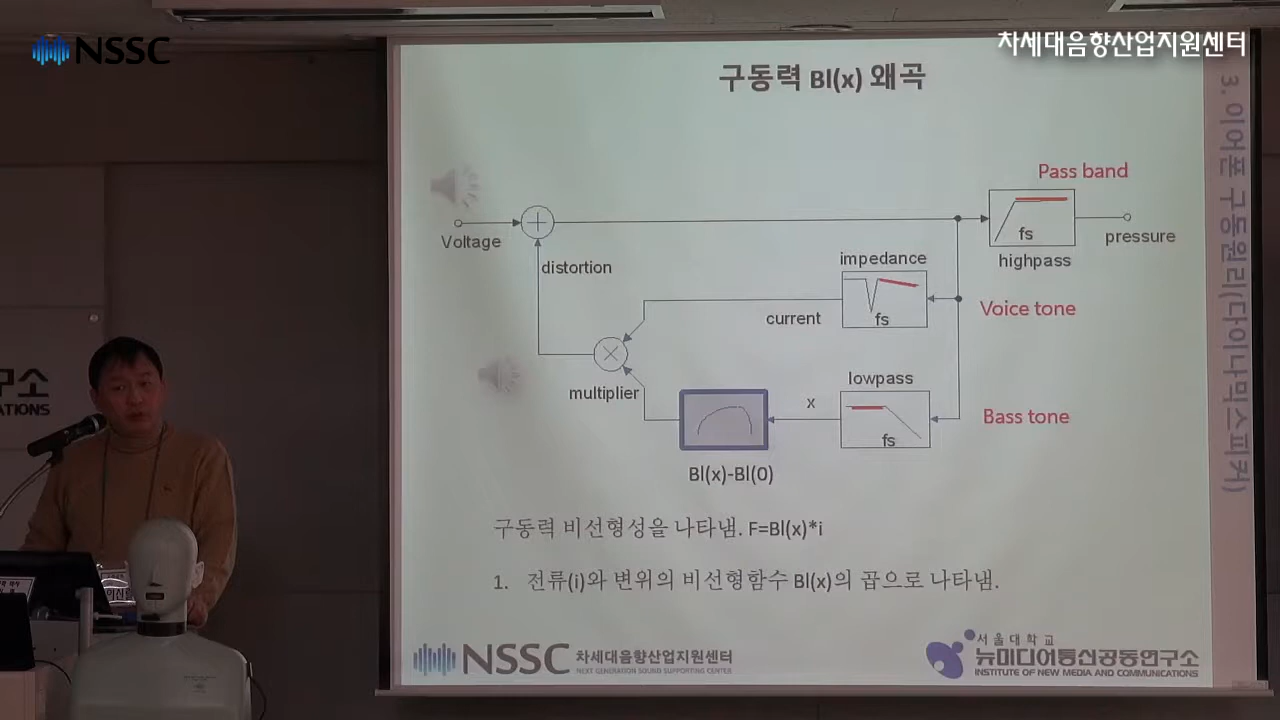 NSSC
차세대음향산업지원센터
구동력 Bl(x) 왜곡
3. 이어폰 구동원리(다이나믹스피커)
Pass band
Voltage
fs
pressure
highpass
distortion
impedance
fs
current
Voice tone
multiplier
lowpass
x
fs
Bass tone
Bl(x)-Bl(0)
구동력 비선형성을 나타냄. F=Bl(x)*i
1. 전류(i)와 변위의 비선형함수 Bl(x)의 곱으로 나타냄.
NSSC 차세대음향산업지원센터
NEXT GENERATION SOUND SUPPORTING CENTER
서울대학교
뉴미디어통신공동연구소
INSTITUTE OF NEW MEDIA AND COMMUNICATIONS
구소
ATIONS